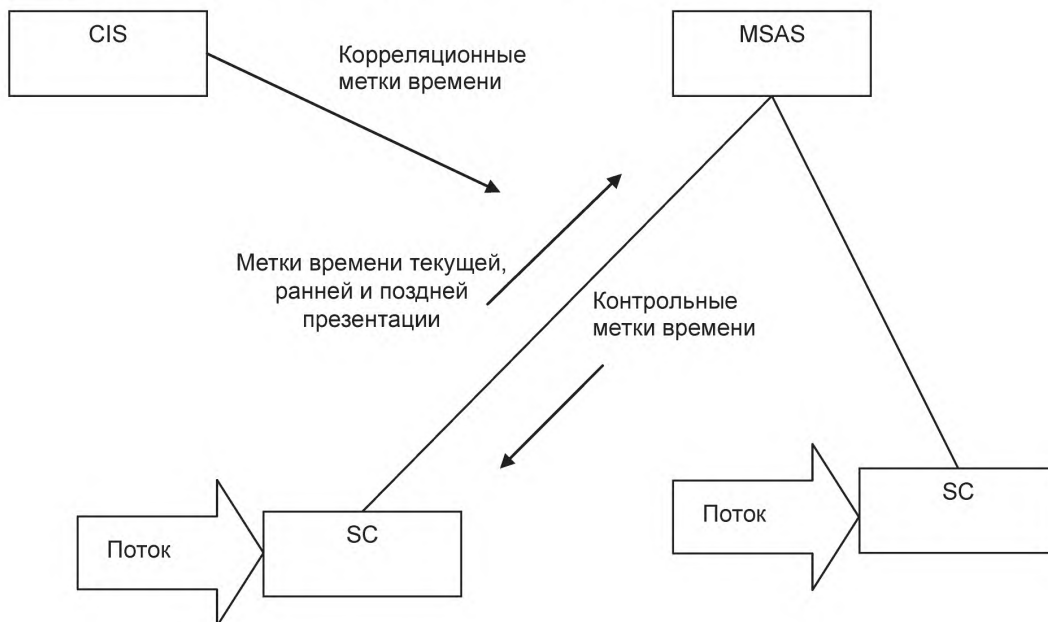 CIS
MSAS
Корреляционные
метки времени
Метки времени текущей,
ранней и поздней
презентации
Контрольные
метки времени
SC
Поток
SC
Поток